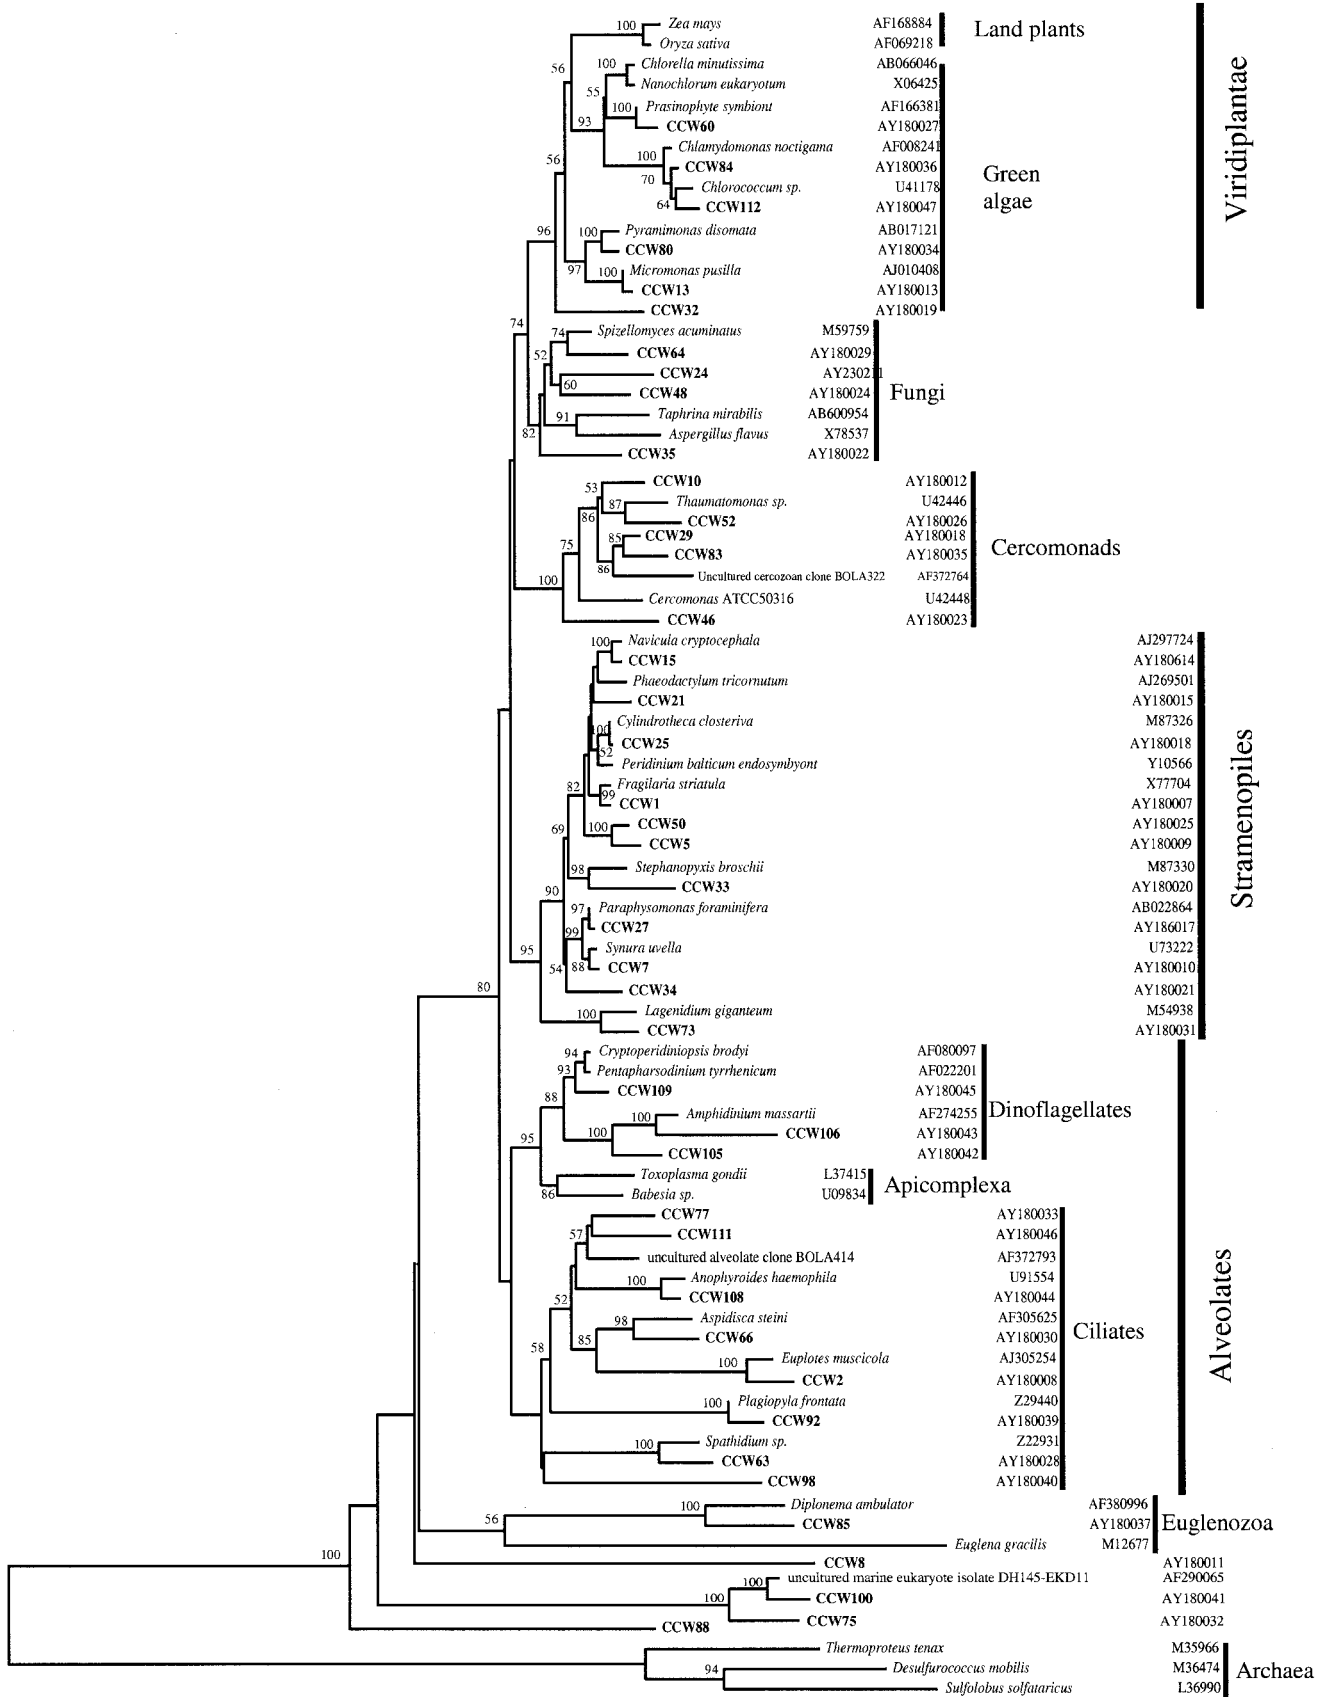 100 Zea mays AF168884 Land plants
Oryza sativa AF069218
56 100 Chlorella minutissima AB066046
Nanochlorum eukaryotum X06425
55 100 Prasinophyte symbiont AF166381
93 CCW60 AY180027
Chlamydomonas noctigama AF008241
56 100 CCW84 AY180036 Green
70 Chlorococcum sp. U41178 algae
64 CCW112 AY180047
96 100 Pyramimonas disomata AB017121
CCW80 AY180034
97 100 Micromonas pusilla AJ010408
CCW13 AY180013
CCW32 AY180019
Viridiplantae
74 74 Spizellomyces acuminatus M59759
52 CCW64 AY180029
CCW24 AY230211
60 CCW48 AY180024 Fungi
91 Taphrina mirabilis AB600954
82 Aspergillus flavus X78537
CCW35 AY180022
53 CCW10 AY180012
87 Thaumatomonas sp. U42446
86 CCW52 AY180026
85 CCW29 AY180018
75 CCW83 AY180035 Cercomonads
86 Uncultured cercozoan clone BOLA322 AF372764
100 Cercomonas ATCC50316 U42448
CCW46 AY180023
100 Navicula cryptocephala AJ297724
CCW15 AY180614
Phaeodactylum tricornutum AJ269501
CCW21 AY180015
100 Cylindrotheca closteriva M87326
CCW25 AY180018
52 Peridinium balticum endosymbyont Y10566
82 Fragilaria striatula X77704
99 CCW1 AY180007
69 100 CCW50 AY180025
CCW5 AY180009
98 Stephanopyxis broschii M87330
90 CCW33 AY180020
97 Paraphysomonas foraminifera AB022864
99 CCW27 AY186017
95 Synura uvella U73222
54 88 CCW7 AY180010
80 CCW34 AY180021
100 Lagenidium giganteum M54938
CCW73 AY180031
Stramenopiles
94 Cryptoperidiniopsis brodyi AF080097
93 Pentapharsodinium tyrrhenicum AF022201
88 CCW109 AY180045
100 Amphidinium massartii AF274255 Dinoflagellates
95 100 CCW106 AY180043
CCW105 AY180042
Toxoplasma gondii L37415 Apicomplexa
86 Babesia sp. U09834
CCW77 AY180033
57 CCW111 AY180046
uncultured alveolate clone BOLA414 AF372793
100 Anophyroides haemophila U91554
52 CCW108 AY180044
98 Aspidisca steini AF305625
58 85 CCW66 AY180030 Ciliates
100 Euplotes muscicola AJ305254
CCW2 AY180008
100 Plagiopyla frontata Z29440
CCW92 AY180039
100 Spathidium sp. Z22931
CCW63 AY180028
CCW98 AY180040
Alveolates
100 Diplonema ambulator AF380996
56 CCW85 AY180037 Euglenozoa
Euglena gracilis M12677
100 CCW8 AY180011
100 uncultured marine eukaryote isolate DH145-EKD11 AF290065
100 CCW100 AY180041
CCW75 AY180032
CCW88
Thermoproteus tenax M35966
94 Desulfurococcus mobilis M36474 Archaea
Sulfolobus solfataricus L36990